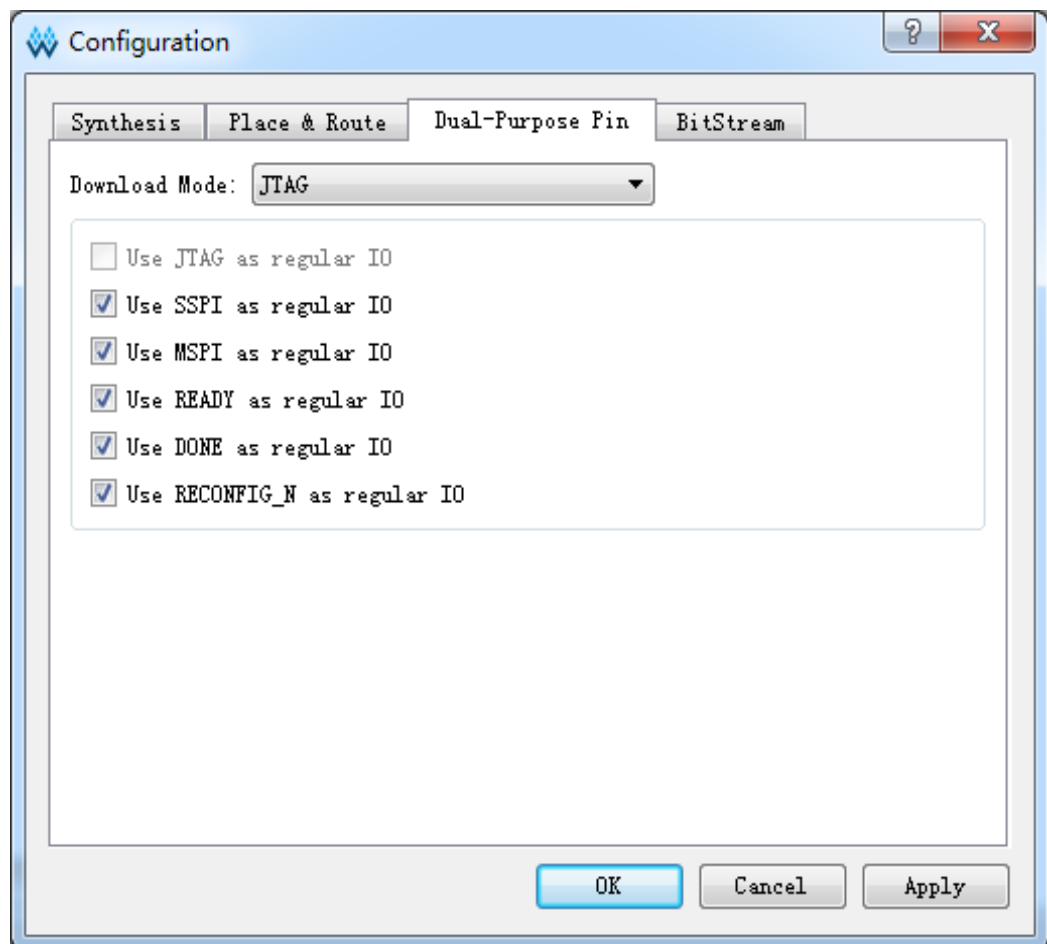 Configuration
Synthesis Place & Route Dual-Purpose Pin BitStream
Download Mode: JTAG
Use JTAG as regular IO
Use SSPI as regular IO
Use MSPI as regular IO
Use READY as regular IO
Use DONE as regular IO
Use RECONFIG_N as regular IO
OK Cancel Apply